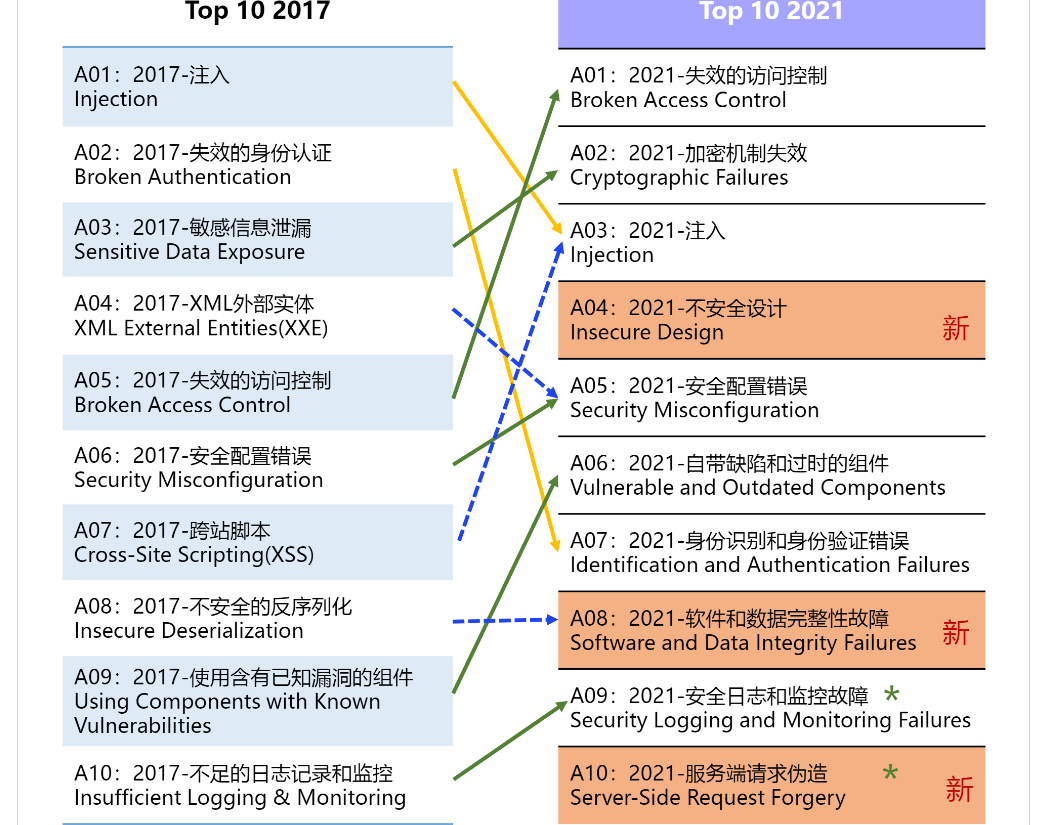 Top 10 2017
A01：2017-注入
Injection
A02：2017-失效的身份认证
Broken Authentication
A03：2017-敏感信息泄漏
Sensitive Data Exposure
A04：2017-XML外部实体
XML External Entities(XXE)
A05：2017-失效的访问控制
Broken Access Control
A06：2017-安全配置错误
Security Misconfiguration
A07：2017-跨站脚本
Cross-Site Scripting(XSS)
A08：2017-不安全的反序列化
Insecure Deserialization
A09：2017-使用含有已知漏洞的组件
Using Components with Known
Vulnerabilities
A10：2017-不足的日志记录和监控
Insufficient Logging & Monitoring
Top 10 2021
A01：2021-失效的访问控制
Broken Access Control
A02：2021-加密机制失效
Cryptographic Failures
A03：2021-注入
Injection
A04：2021-不安全设计
Insecure Design
新
A05：2021-安全配置错误
Security Misconfiguration
A06：2021-自带缺陷和过时的组件
Vulnerable and Outdated Components
A07：2021-身份识别和身份验证错误
Identification and Authentication Failures
A08：2021-软件和数据完整性故障
Software and Data Integrity Failures
新
A09：2021-安全日志和监控故障 *
Security Logging and Monitoring Failures
A10：2021-服务端请求伪造 *
Server-Side Request Forgery
新